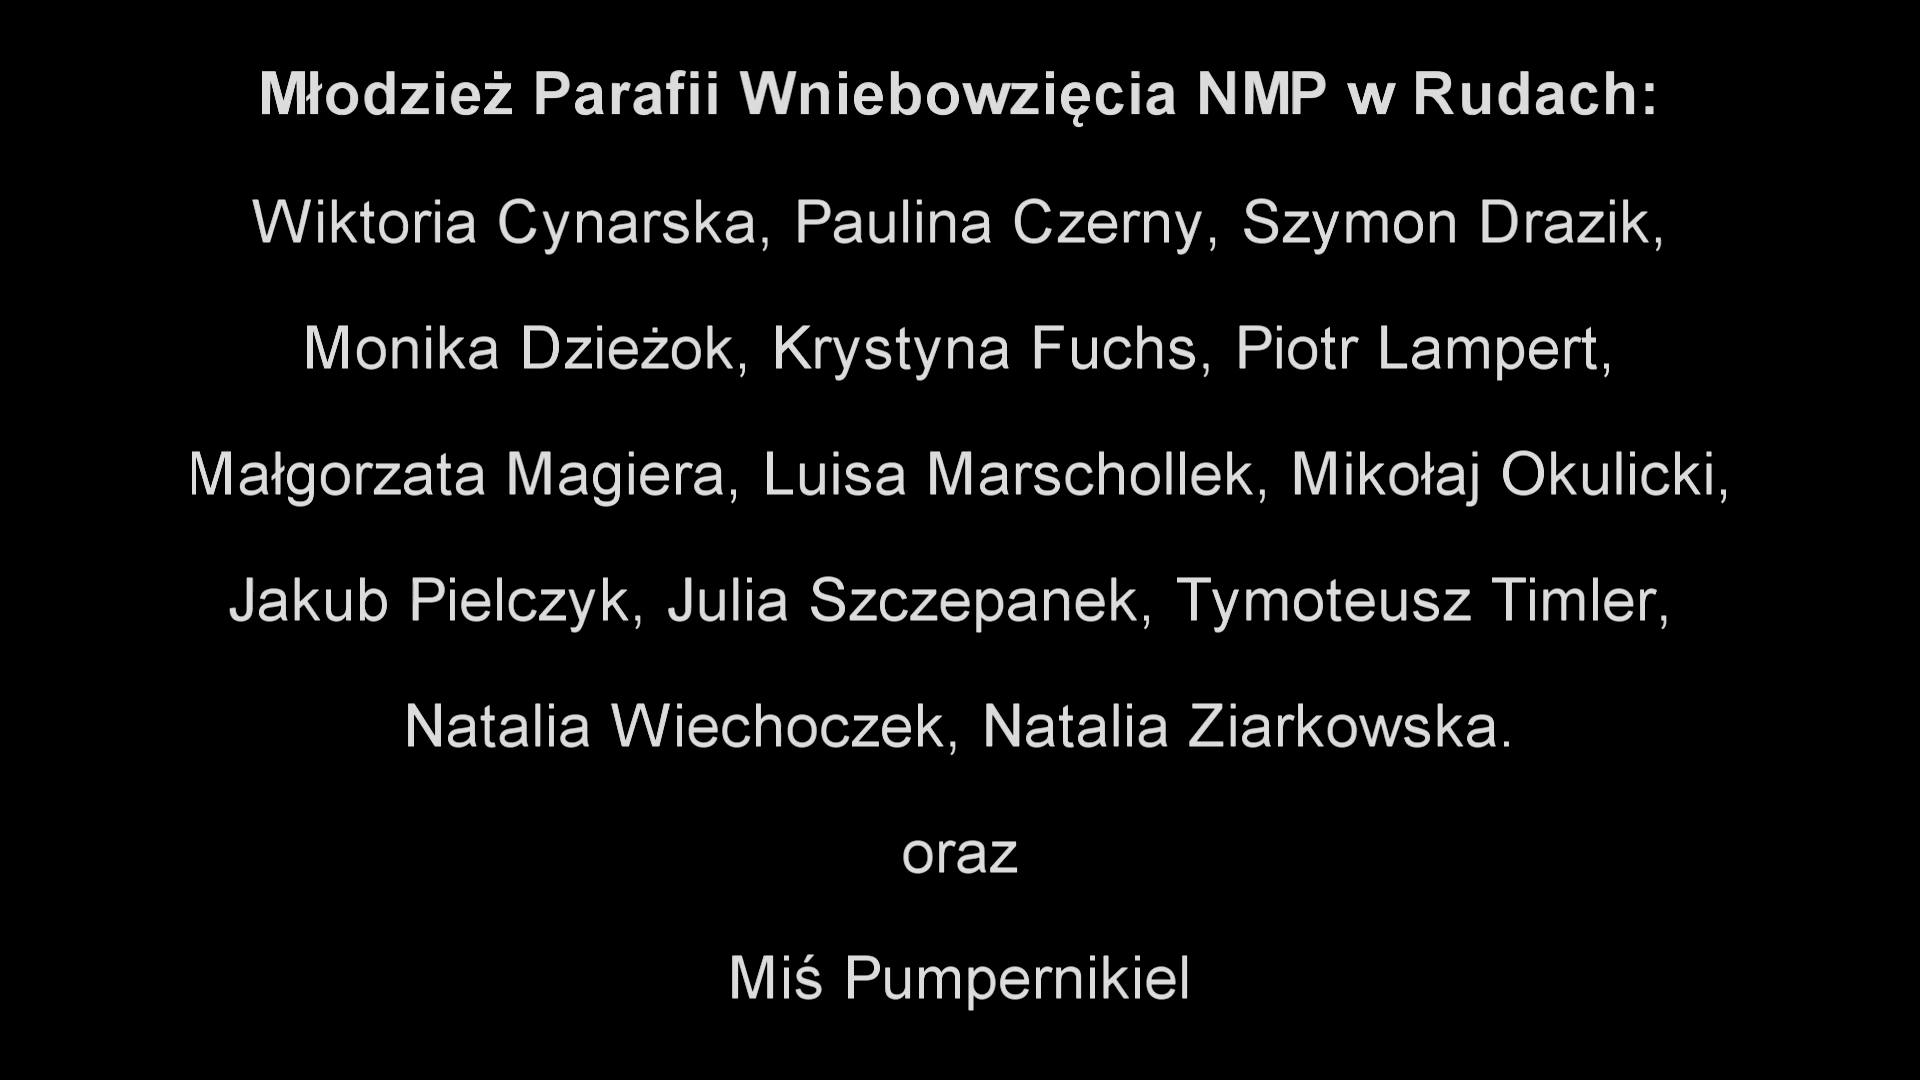 Młodzież Parafii Wniebowzięcia NMP w Rudach:
Wiktoria Cynarska, Paulina Czerny, Szymon Drazik,
Monika Dzieżok, Krystyna Fuchs, Piotr Lampert,
Małgorzata Magiera, Luisa Marschollek, Mikołaj Okulicki,
Jakub Pielczyk, Julia Szczepanek, Tymoteusz Timler,
Natalia Wiechoczek, Natalia Ziarkowska.
oraz
Miś Pumpernikiel